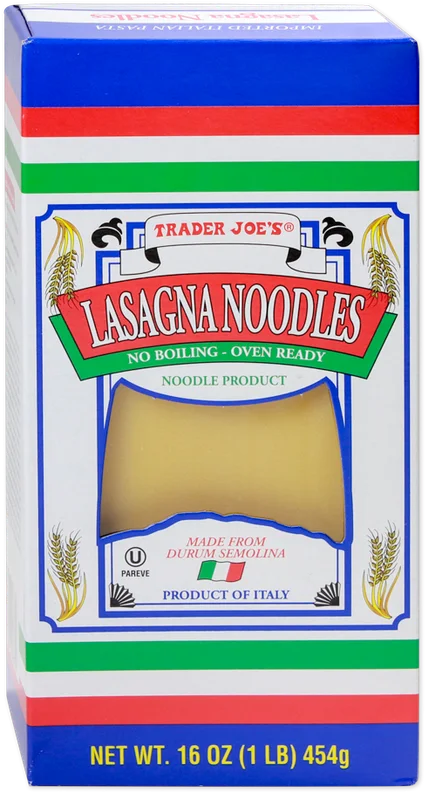 IMPORTED ITALIAN PASTA
Lasagna Noodles
TRADER JOE'S®
LASAGNA NOODLES
NO BOILING - OVEN READY
NOODLE PRODUCT
MADE FROM
DURUM SEMOLINA
U
PAREVE
PRODUCT OF ITALY
NET WT. 16 OZ (1 LB) 454g